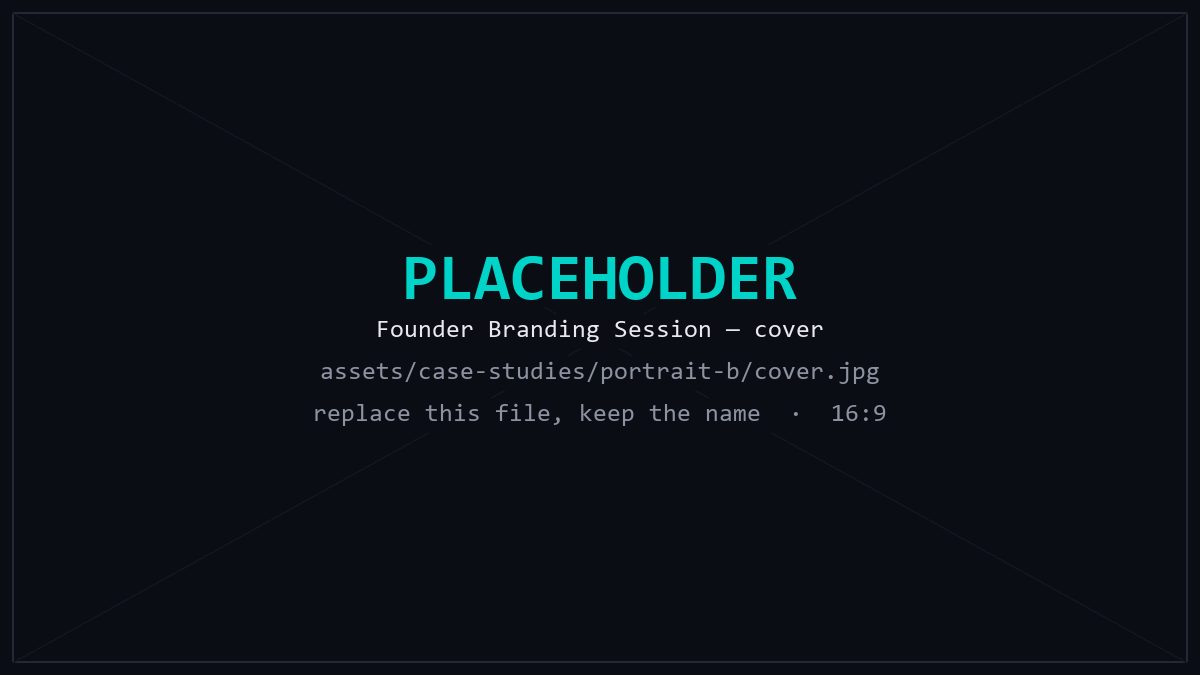 PLACEHOLDER
Founder Branding Session — cover
assets/case-studies/portrait-b/cover.jpg
replace this file, keep the name · 16:9